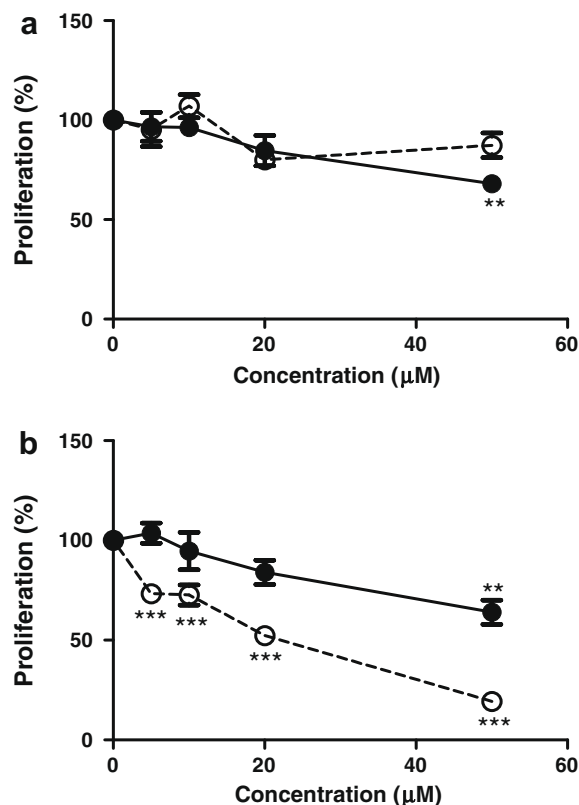 a
150
100
50
0
Proliferation (%)
**
0 20 40 60
Concentration (µM)
b
150
100
50
0
Proliferation (%)
**
*** *** *** ***
0 20 40 60
Concentration (µM)